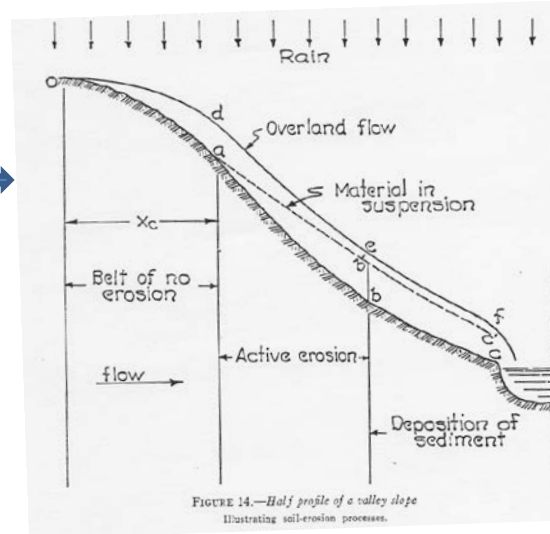 Rain
o
d
Overland flow
a
Material in
suspension
Xc
e
b'
Belt of no
erosion
b
f
c'
c
Active erosion
flow
Deposition of
sediment
FIGURE 14.—Half profile of a valley slope
Illustrating soil-erosion processes.